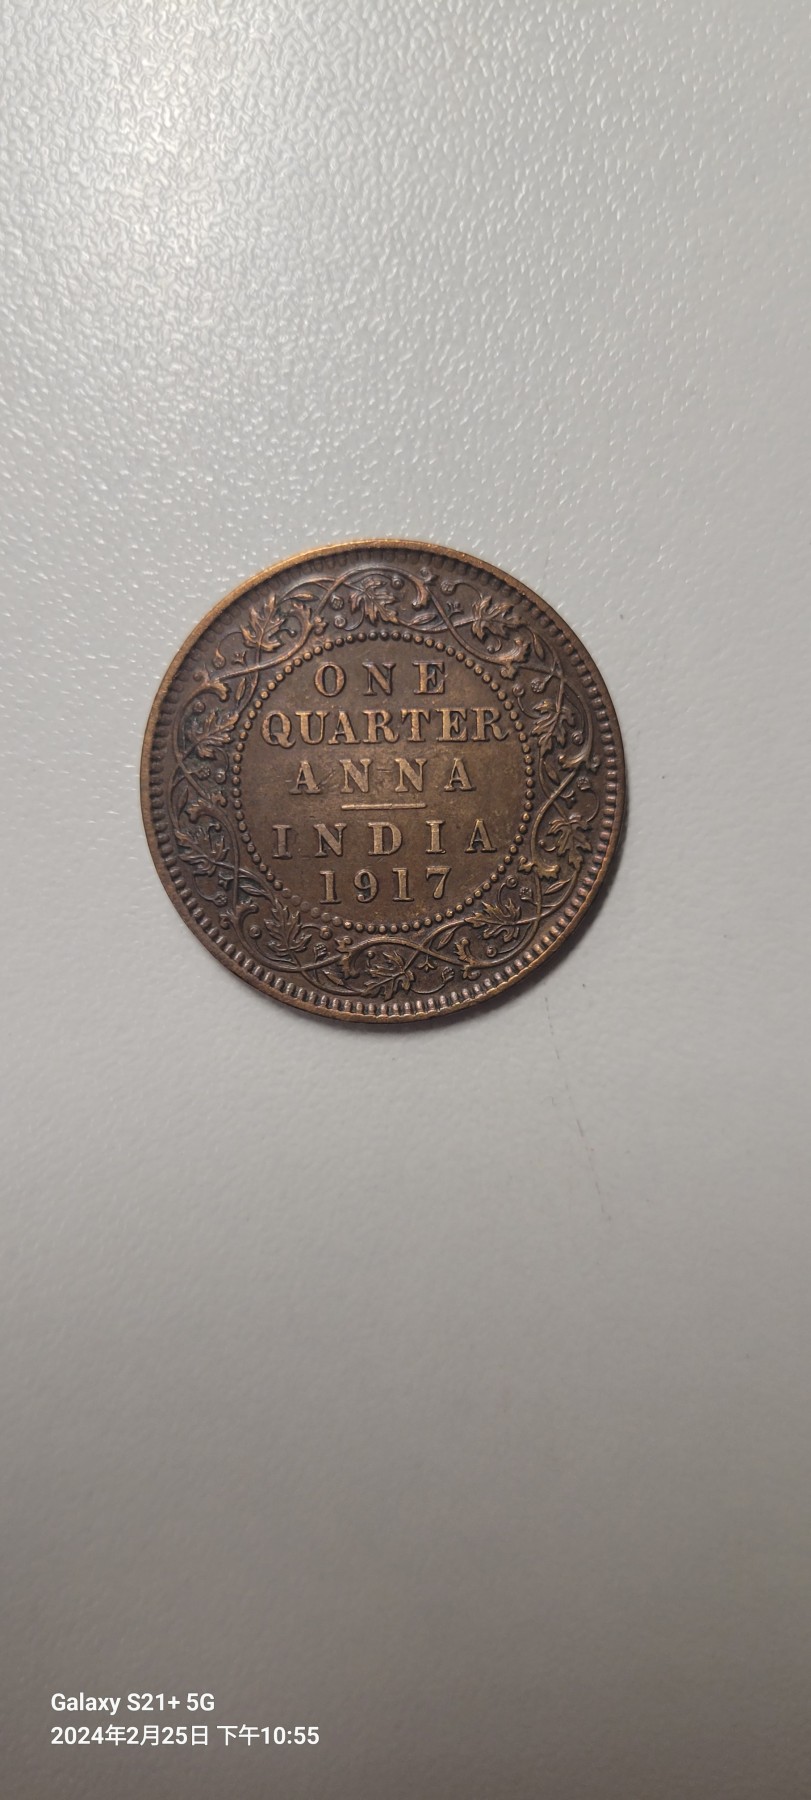 ONE
QUARTER
ANNA
INDIA
1917
Galaxy S21+ 5G
2024年2月25日 下午10:55